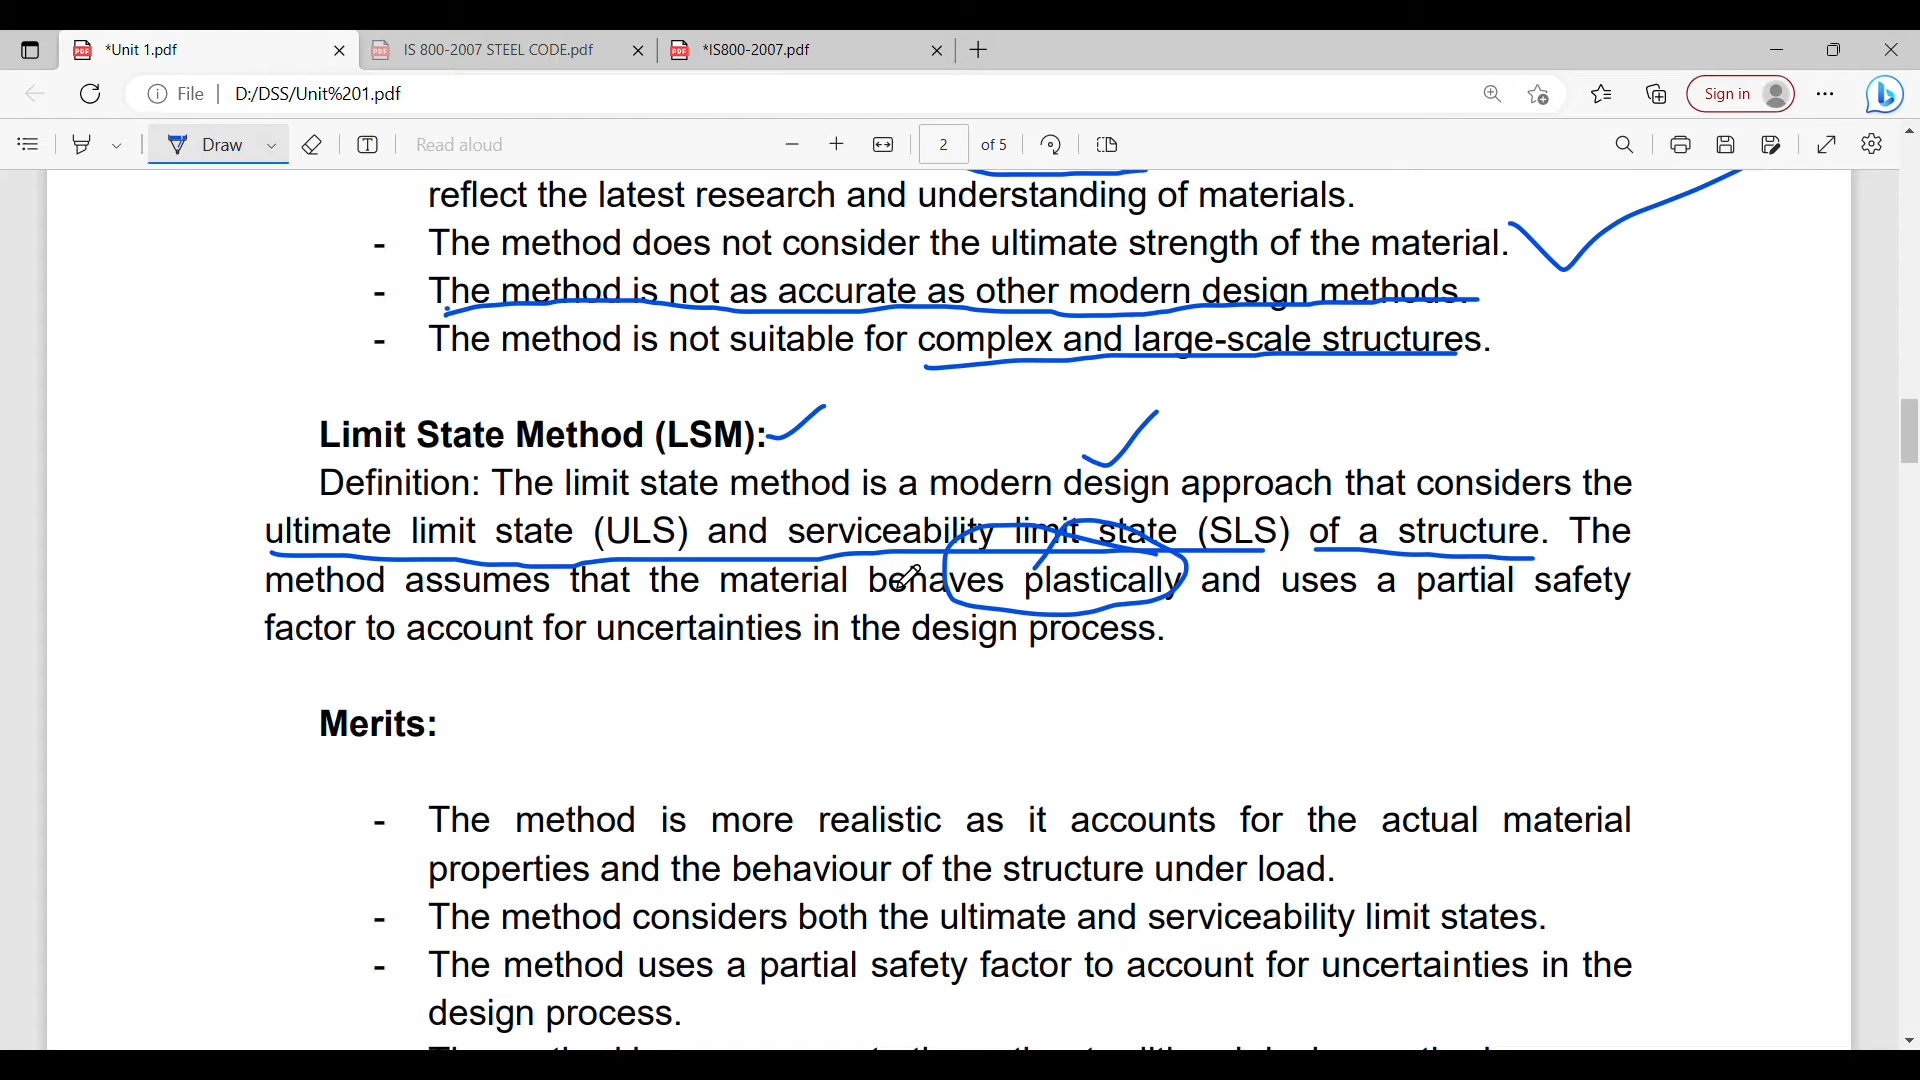 *Unit 1.pdf
IS 800-2007 STEEL CODE.pdf
*IS800-2007.pdf
File
D:/DSS/Unit%201.pdf
Sign in
Draw
Read aloud
2 of 5
reflect the latest research and understanding of materials.
- The method does not consider the ultimate strength of the material.
- The method is not as accurate as other modern design methods.
- The method is not suitable for complex and large-scale structures.
Limit State Method (LSM):
Definition: The limit state method is a modern design approach that considers the
ultimate limit state (ULS) and serviceability limit state (SLS) of a structure. The
method assumes that the material behaves plastically and uses a partial safety
factor to account for uncertainties in the design process.
Merits:
- The method is more realistic as it accounts for the actual material
properties and the behaviour of the structure under load.
- The method considers both the ultimate and serviceability limit states.
- The method uses a partial safety factor to account for uncertainties in the
design process.